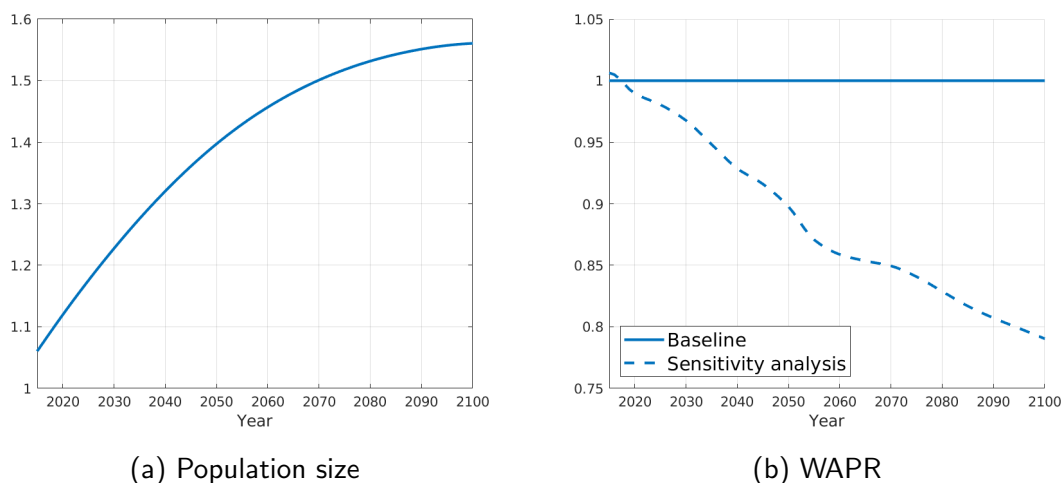 1.6
1.5
1.4
1.3
1.2
1.1
1
2020 2030 2040 2050 2060 2070 2080 2090 2100
Year
(a) Population size
1.05
1
0.95
0.9
0.85
0.8
0.75
Baseline
Sensitivity analysis
2020 2030 2040 2050 2060 2070 2080 2090 2100
Year
(b) WAPR